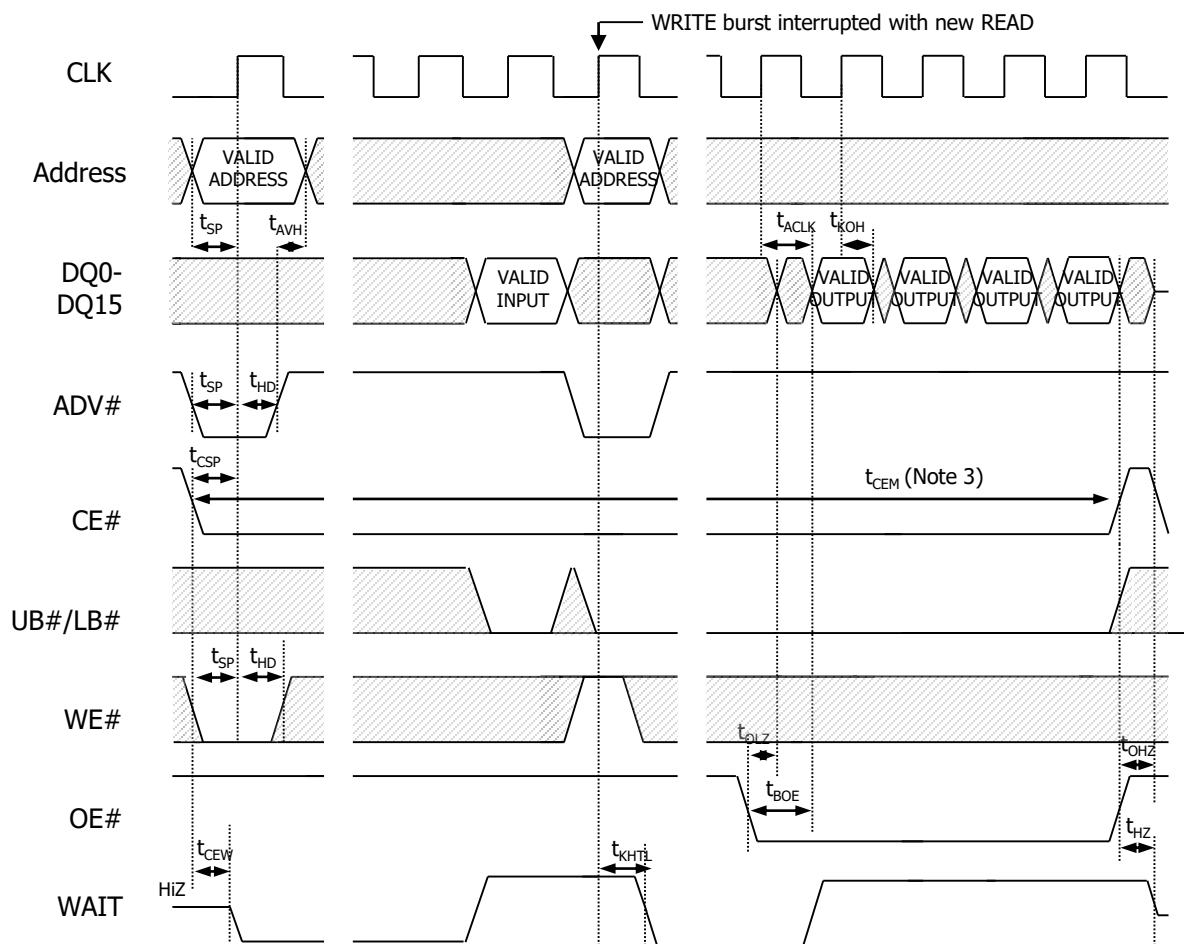 WRITE burst interrupted with new READ
CLK
Address
VALID
ADDRESS
VALID
ADDRESS
tSP
tAVH
tACLK
tKOH
DQ0-
DQ15
VALID
INPUT
VALID
OUTPUT
VALID
OUTPUT
VALID
OUTPUT
VALID
OUTPUT
ADV#
tSP
tHD
tCSP
CE#
tCEM (Note 3)
UB#/LB#
tSP
tHD
WE#
tOLZ
tOHZ
OE#
tBOE
tHZ
tCEW
tKHTL
HiZ
WAIT